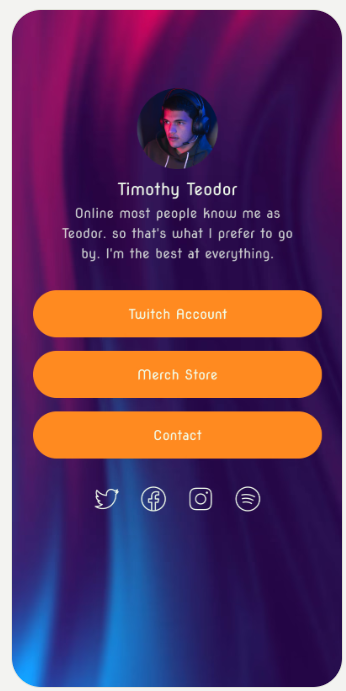 Timothy Teodor
Online most people know me as
Teodor. so that's what I prefer to go
by. I'm the best at everything.
Twitch Account
Merch Store
Contact